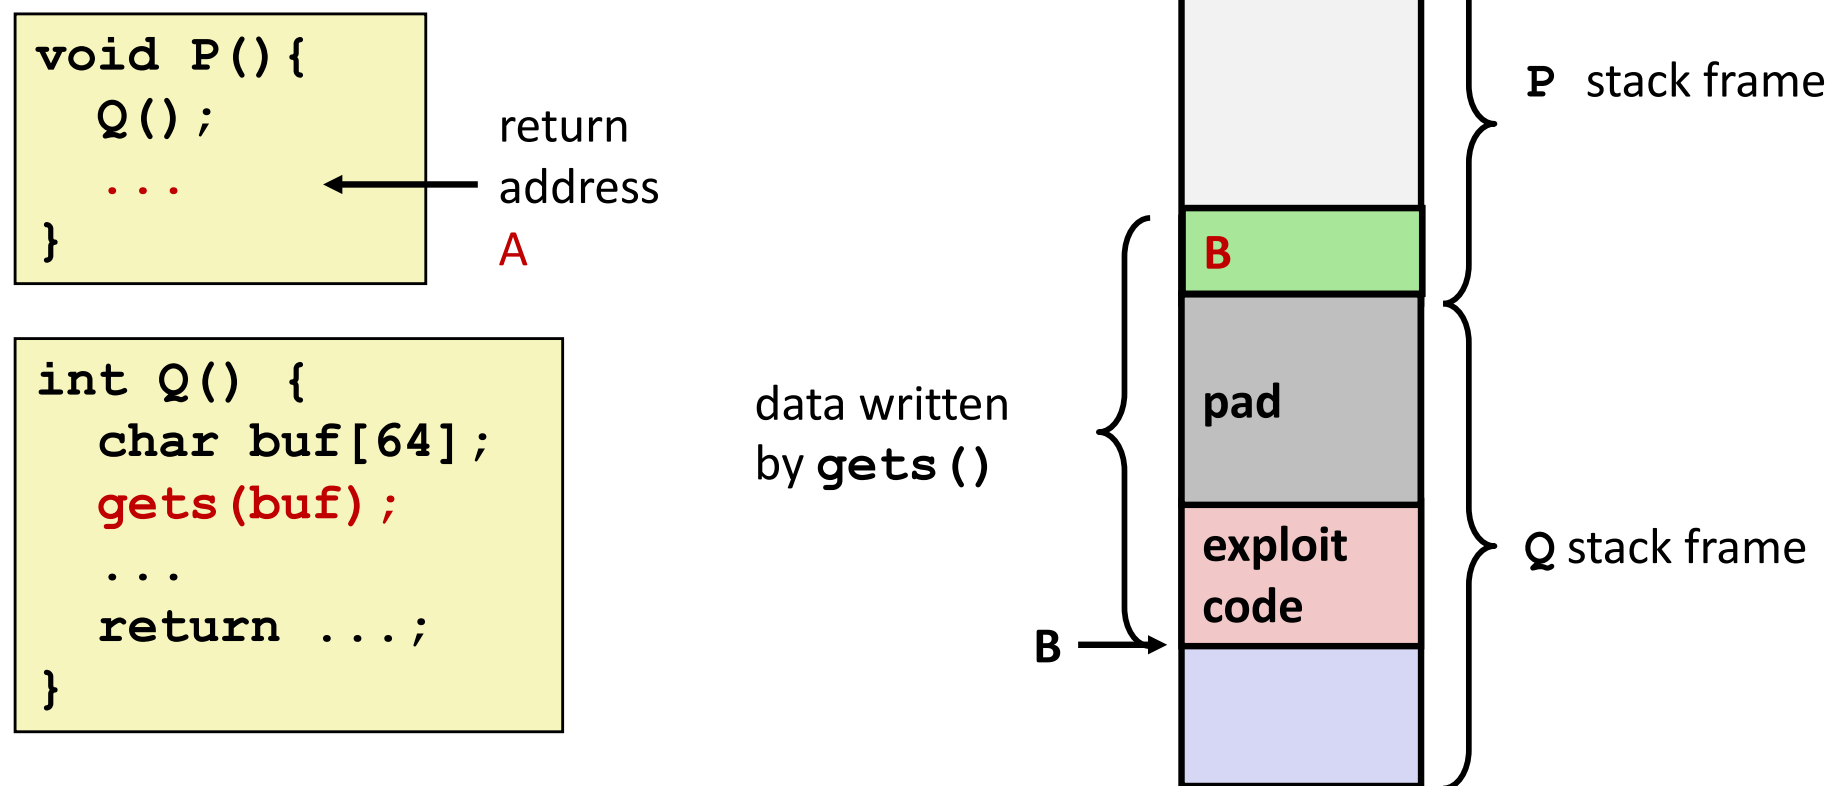 void P(){
Q();
...
}
return
address
A
int Q() {
char buf[64];
gets(buf);
...
return ...;
}
data written
by gets()
B
B
pad
exploit
code
P stack frame
Q stack frame